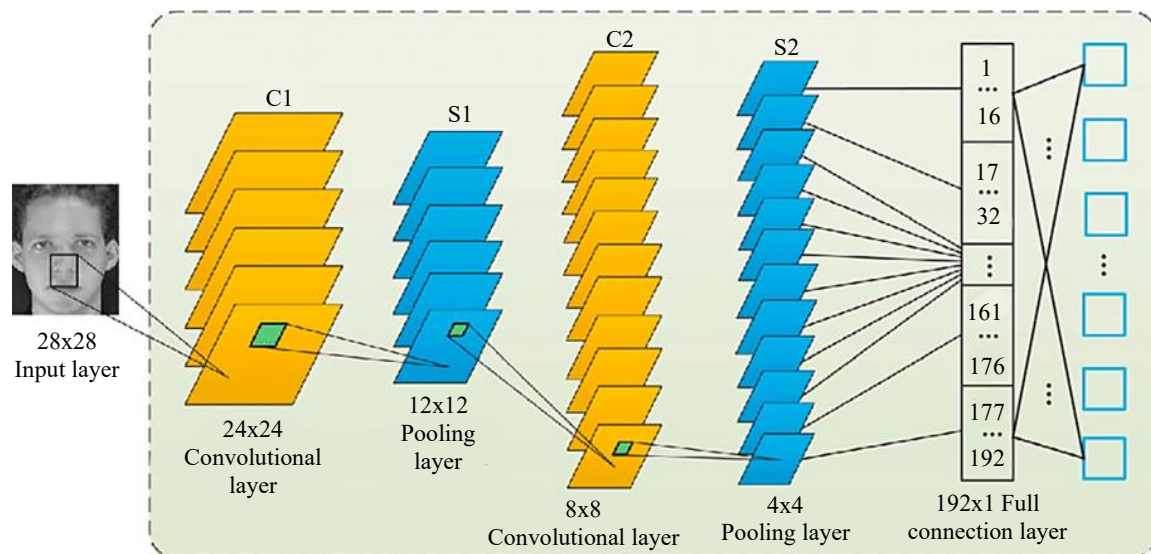 C1
S1
C2
S2
28x28
Input layer
24x24
Convolutional
layer
12x12
Pooling
layer
8x8
Convolutional layer
4x4
Pooling layer
1
...
16
17
...
32
...
161
...
176
177
...
192
192x1 Full
connection layer
...
...
...